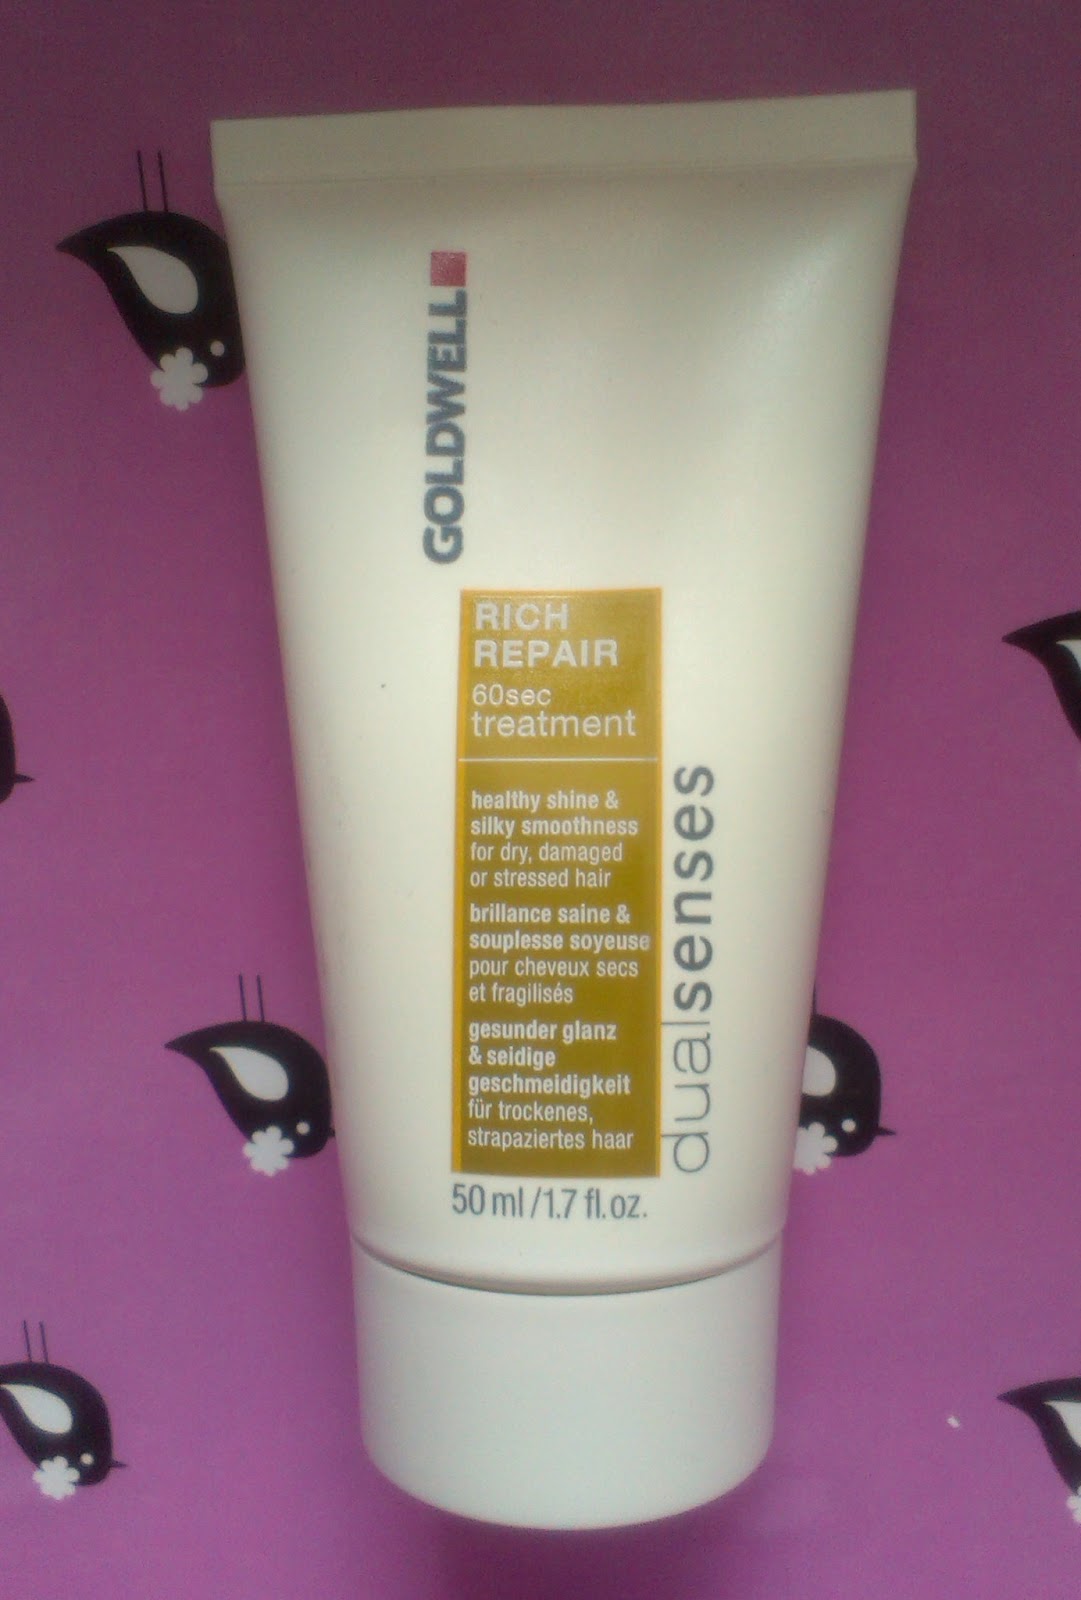 GOLDWELL
RICH
REPAIR
60sec
treatment
healthy shine &
silky smoothness
for dry, damaged
or stressed hair
brillance saine &
souplesse soyeuse
pour cheveux secs
et fragilisés
gesunder glanz
& seidige
geschmeidigkeit
für trockenes,
strapaziertes haar
dualsenses
50 ml /1.7 fl. oz.